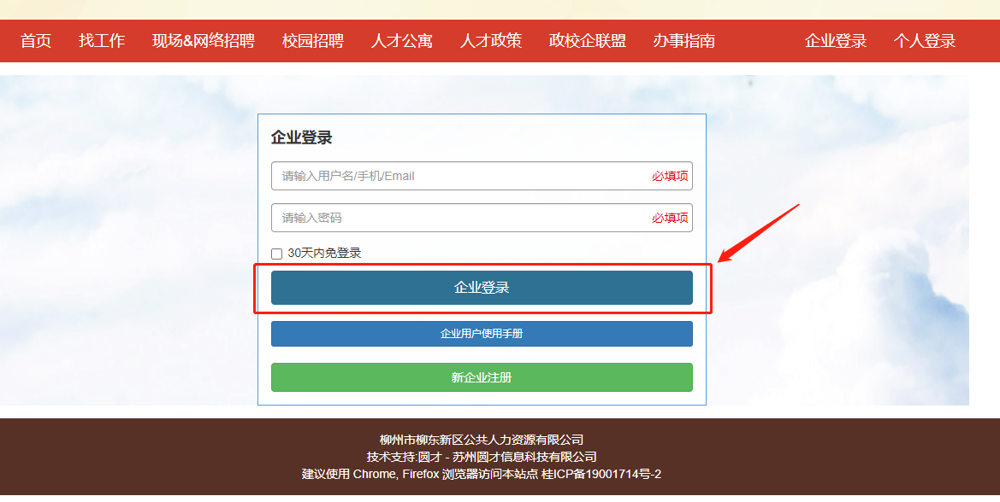 首页 找工作 现场&网络招聘 校园招聘 人才公寓 人才政策 政校企联盟 办事指南 企业登录 个人登录
企业登录
请输入用户名/手机/Email 必填项
请输入密码 必填项
30天内免登录
企业登录
企业用户使用手册
新企业注册
柳州市柳东新区公共人力资源有限公司
技术支持:圆才 - 苏州圆才信息科技有限公司
建议使用 Chrome, Firefox 浏览器访问本站点 桂ICP备19001714号-2